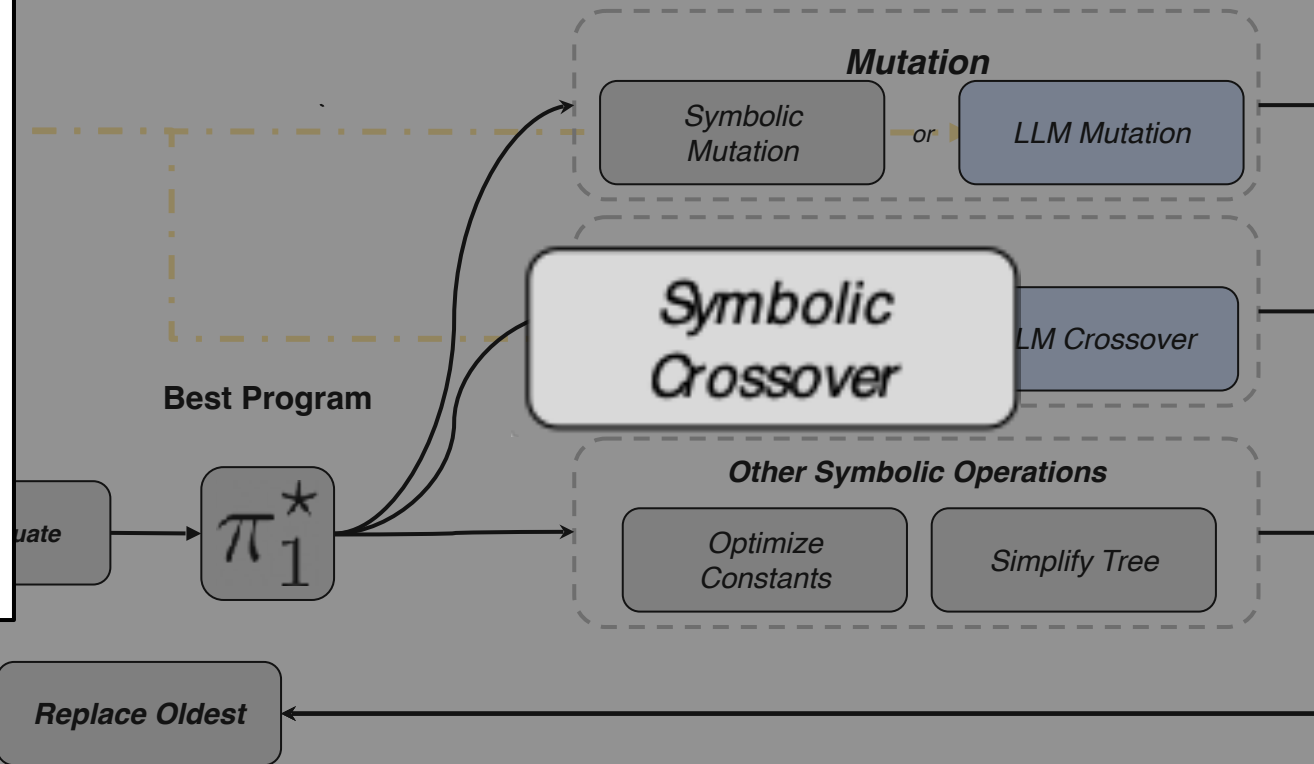 Mutation
Symbolic
Mutation
or
LLM Mutation
Symbolic
Crossover
LM Crossover
Best Program
Other Symbolic Operations
uate
π*1
Optimize
Constants
Simplify Tree
Replace Oldest